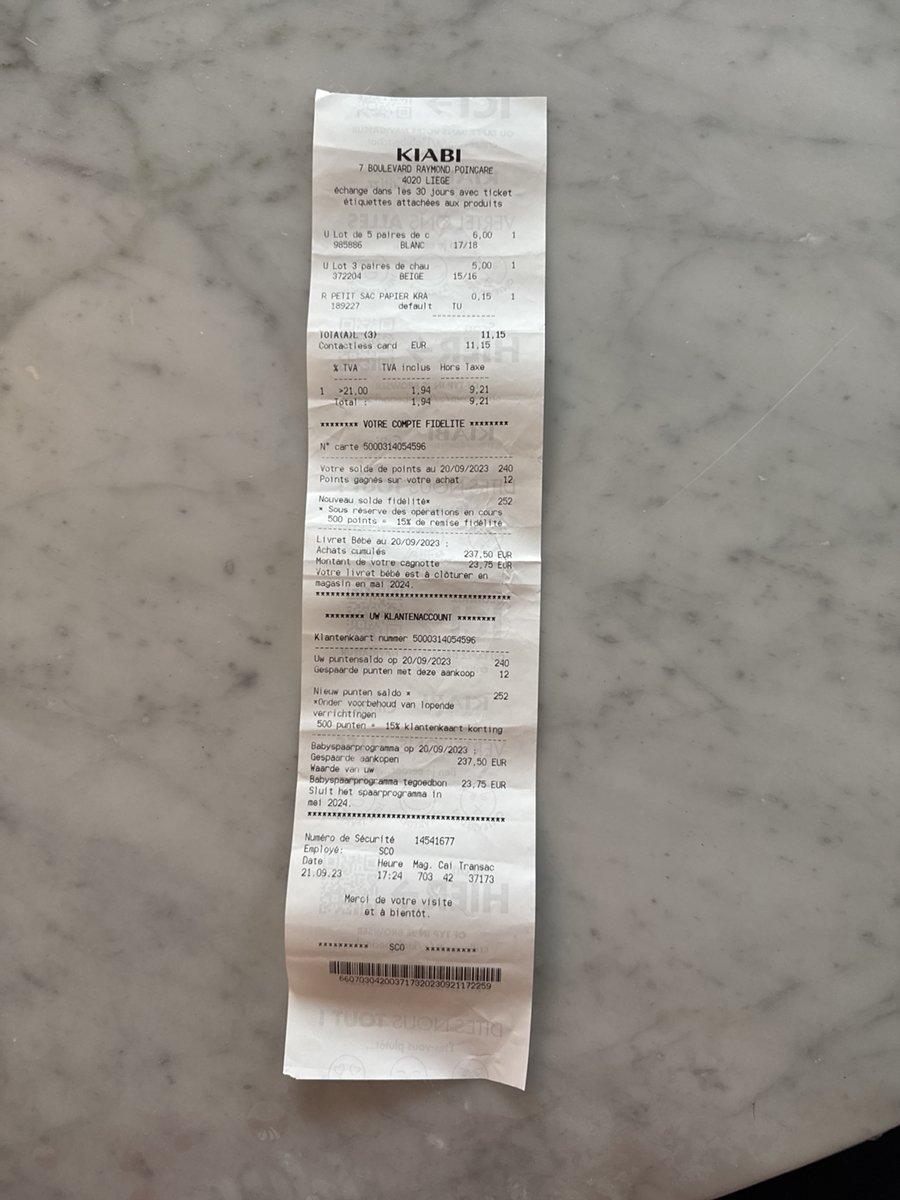 KIABI
7 BOULEVARD RAYMOND POINCARE
4020 LIEGE
échange dans les 30 jours avec ticket
étiquettes attachées aux produits
U Lot de 5 paires de c 6,00 1
985886 BLANC 17/18
U Lot 3 paires de chau 5,00 1
372204 BEIGE 15/16
R PETIT SAC PAPIER KRA 0,15 1
189227 default TU
TOTA(A)L (3) 11,15
Contactless card EUR 11,15
% TVA TVA inclus Hors Taxe
1 >21,00 1,94 9,21
Total : 1,94 9,21
******** VOTRE COMPTE FIDELITE ********
N° carte 5000314054596
Votre solde de points au 20/09/2023 240
Points gagnés sur votre achat 12
Nouveau solde fidélité* 252
* Sous réserve des opérations en cours
500 points = 15% de remise fidélité
Livret Bébé au 20/09/2023 :
Achats cumulés 237,50 EUR
Montant de votre cagnotte 23,75 EUR
Votre livret bébé est à clôturer en
magasin en mai 2024.
******** UW KLANTENACCOUNT ********
Klantenkaart nummer 5000314054596
Uw puntensaldo op 20/09/2023 240
Gespaarde punten met deze aankoop 12
Nieuw punten saldo * 252
*Onder voorbehoud van lopende
verrichtingen
500 punten = 15% klantenkaart korting
Babyspaarprogramma op 20/09/2023 :
Gespaarde aankopen 237,50 EUR
Waarde van uw
Babyspaarprogramma tegoedbon 23,75 EUR
Sluit het spaarprogramma in
mei 2024.
Numéro de Sécurité 14541677
Employé: SCO
Date Heure Mag. Cai Transac
21.09.23 17:24 703 42 37173
Merci de votre visite
et à bientôt.
********** SCO **********
660703042003717320230921172259